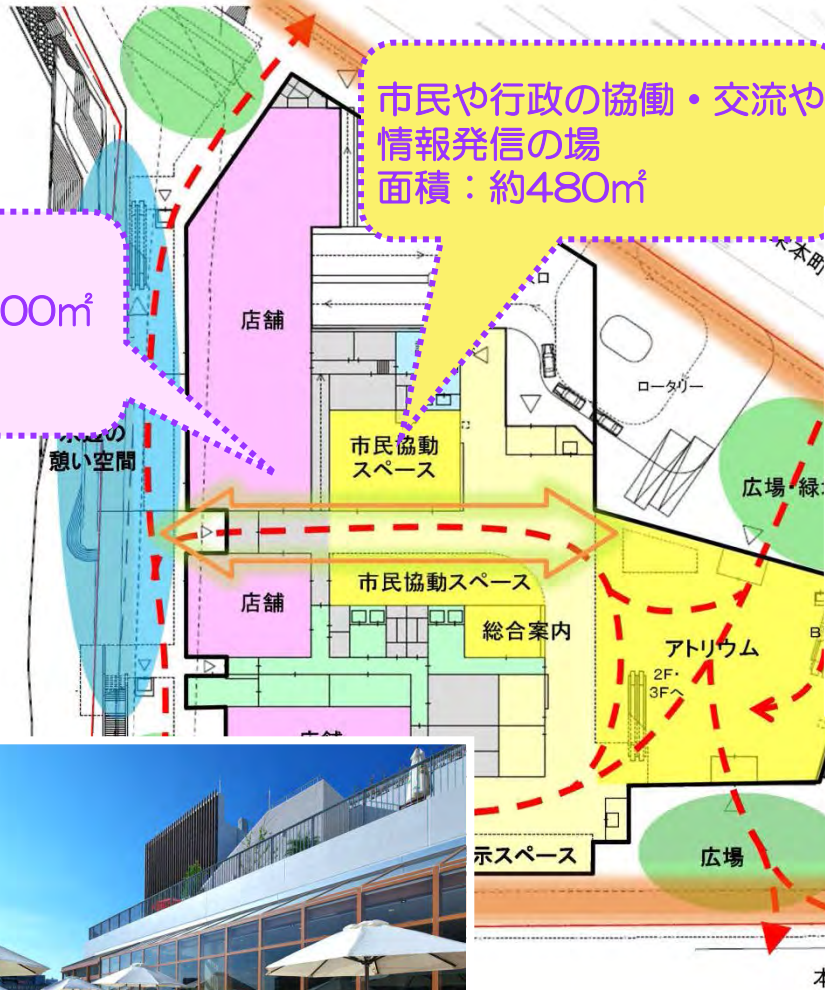 市民や行政の協働・交流や
情報発信の場
面積：約480㎡
00㎡
店舗
ロータリー
市民協動
スペース
憩い空間
広場・緑
市民協動スペース
店舗
総合案内
アトリウム
2F・
3Fへ
B
店舗
示スペース
広場
本